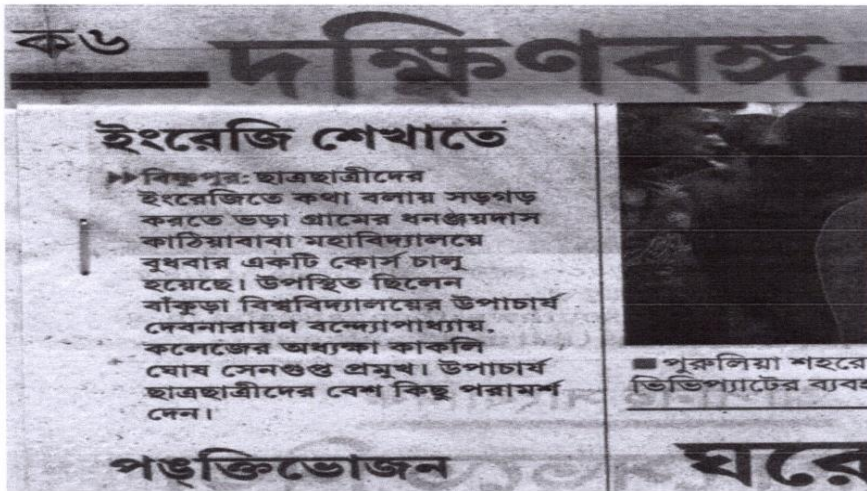 ক৬
দক্ষিণবঙ্গ
ইংরেজি শেখাতে
▶▶ বিষ্ণুপুর: ছাত্রছাত্রীদের
ইংরেজিতে কথা বলায় সড়গড়
করতে ভড়া গ্রামের ধনঞ্জয়দাস
কাঠিয়াবাবা মহাবিদ্যালয়ে
বুধবার একটি কোর্স চালু
হয়েছে। উপস্থিত ছিলেন
বাঁকুড়া বিশ্ববিদ্যালয়ের উপাচার্য
দেবনারায়ণ বন্দ্যোপাধ্যায়,
কলেজের অধ্যক্ষা কাকলি
ঘোষ সেনগুপ্ত প্রমুখ। উপাচার্য
ছাত্রছাত্রীদের বেশ কিছু পরামর্শ
দেন।
পঙ্‌ক্তিভোজন
■ পুরুলিয়া শহরে
ভিভিপ্যাটের ব্যবহ
ঘরে